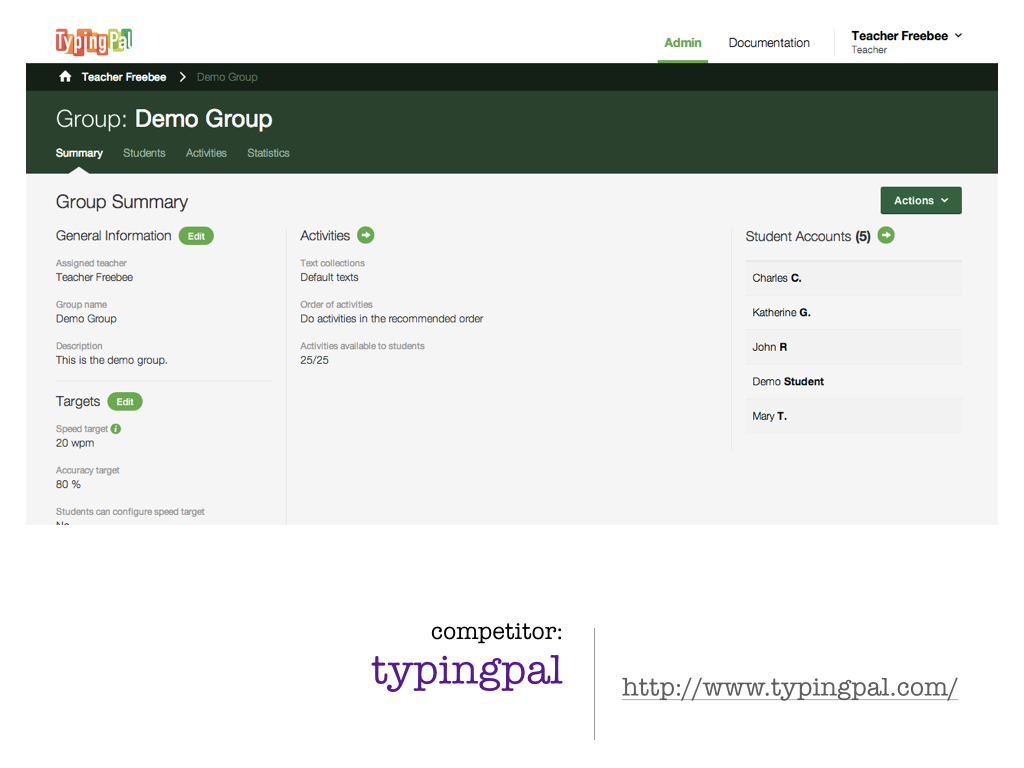 TypingPal
Admin
Documentation
Teacher Freebee
Teacher
Teacher Freebee
Demo Group
Group: Demo Group
Summary
Students
Activities
Statistics
Group Summary
Actions
General Information
Edit
Assigned teacher
Teacher Freebee
Group name
Demo Group
Description
This is the demo group.
Targets
Edit
Speed target
20 wpm
Accuracy target
80 %
Students can configure speed target
No
Activities
Text collections
Default texts
Order of activities
Do activities in the recommended order
Activities available to students
25/25
Student Accounts (5)
Charles C.
Katherine G.
John R
Demo Student
Mary T.
competitor:
typingpal
http://www.typingpal.com/